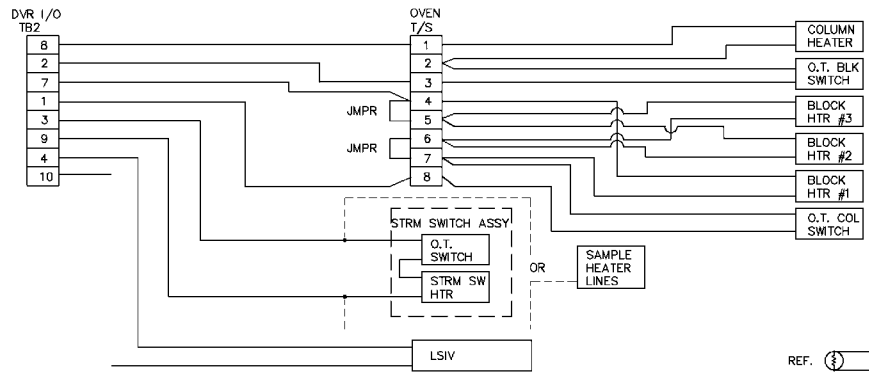 DVR I/O
TB2
8
2
7
1
3
9
4
10
OVEN
T/S
1
2
3
4
5
6
7
8
JMPR
JMPR
COLUMN
HEATER
O.T. BLK
SWITCH
BLOCK
HTR #3
BLOCK
HTR #2
BLOCK
HTR #1
O.T. COL
SWITCH
STRM SWITCH ASSY
O.T.
SWITCH
STRM SW
HTR
OR
SAMPLE
HEATER
LINES
LSIV
REF.